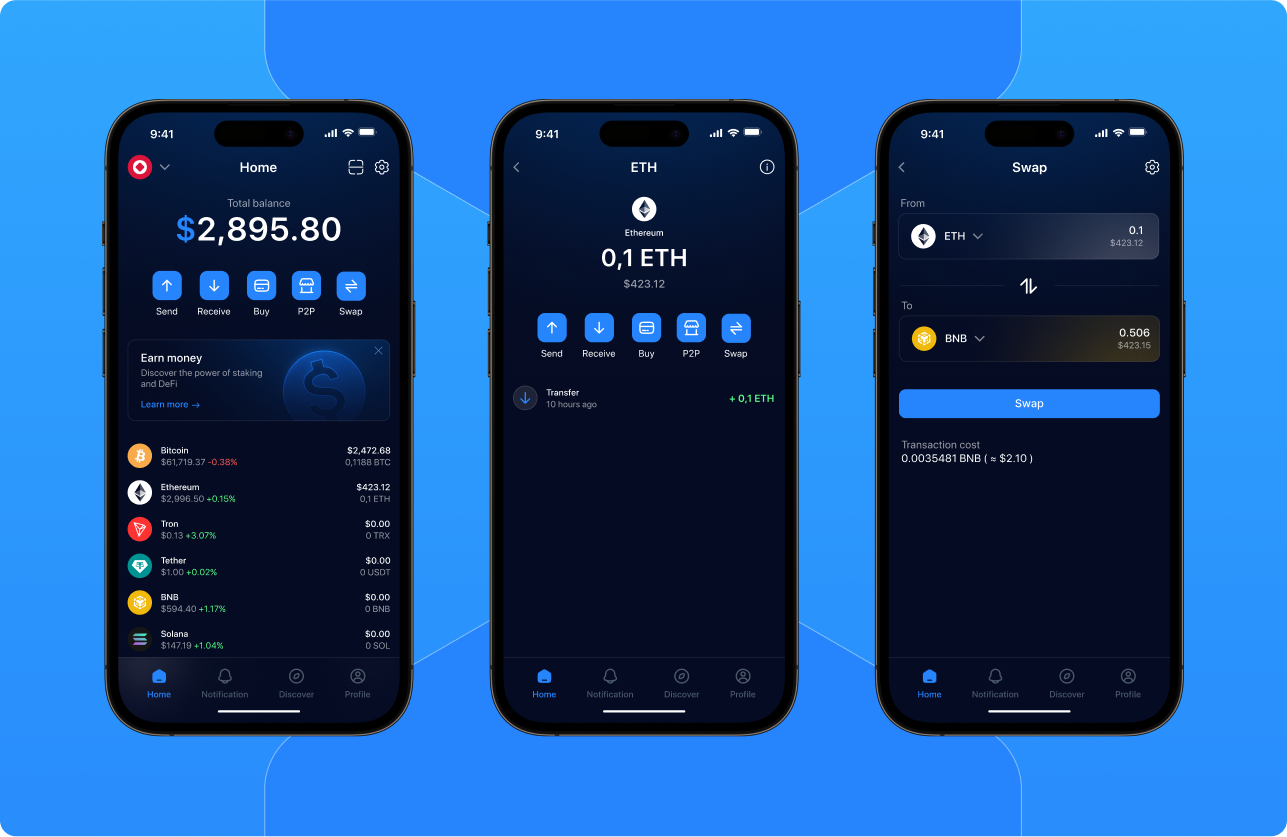 9:41
Home
Total balance
$2,895.80
Send Receive Buy P2P Swap
Earn money
Discover the power of staking
and DeFi
Learn more →
Bitcoin $2,472.68
$61,719.37 -0.38% 0,1188 BTC
Ethereum $423.12
$2,996.50 +0.15% 0,1 ETH
Tron $0.00
$0.13 +3.07% 0 TRX
Tether $0.00
$1.00 +0.02% 0 USDT
BNB $0.00
$594.40 +1.17% 0 BNB
Solana $0.00
$147.19 +1.04% 0 SOL
Home Notification Discover Profile
9:41
ETH
Ethereum
0,1 ETH
$423.12
Send Receive Buy P2P Swap
Transfer
10 hours ago
+ 0,1 ETH
Home Notification Discover Profile
9:41
Swap
From
ETH 0.1
$423.12
To
BNB 0.506
$423.15
Swap
Transaction cost
0.0035481 BNB ( ≈ $2.10 )
Home Notification Discover Profile